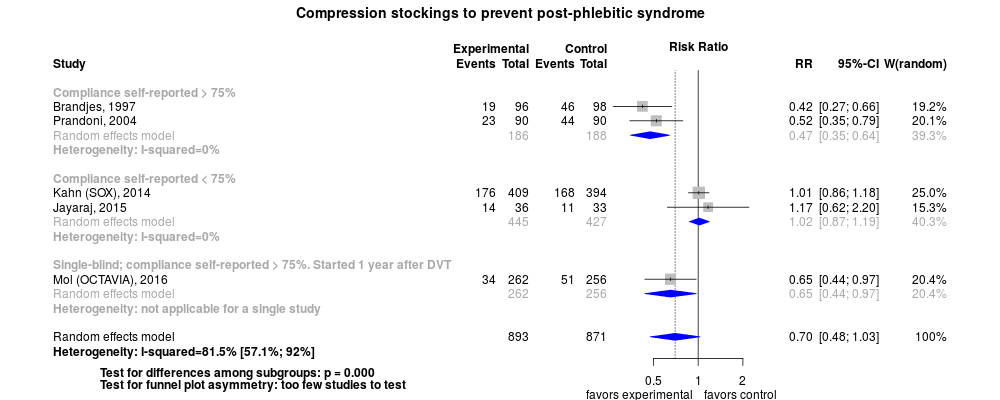 Compression stockings to prevent post-phlebitic syndrome
Experimental Control Risk Ratio
Study Events Total Events Total RR 95%-CI W(random)
Compliance self-reported > 75%
Brandjes, 1997 19 96 46 98 0.42 [0.27; 0.66] 19.2%
Prandoni, 2004 23 90 44 90 0.52 [0.35; 0.79] 20.1%
Random effects model 186 188 0.47 [0.35; 0.64] 39.3%
Heterogeneity: I-squared=0%
Compliance self-reported < 75%
Kahn (SOX), 2014 176 409 168 394 1.01 [0.86; 1.18] 25.0%
Jayaraj, 2015 14 36 11 33 1.17 [0.62; 2.20] 15.3%
Random effects model 445 427 1.02 [0.87; 1.19] 40.3%
Heterogeneity: I-squared=0%
Single-blind; compliance self-reported > 75%. Started 1 year after DVT
Mol (OCTAVIA), 2016 34 262 51 256 0.65 [0.44; 0.97] 20.4%
Random effects model 262 256 0.65 [0.44; 0.97] 20.4%
Heterogeneity: not applicable for a single study
Random effects model 893 871 0.70 [0.48; 1.03] 100%
Heterogeneity: I-squared=81.5% [57.1%; 92%]
Test for differences among subgroups: p = 0.000
Test for funnel plot asymmetry: too few studies to test
0.5 1 2
favors experimental favors control